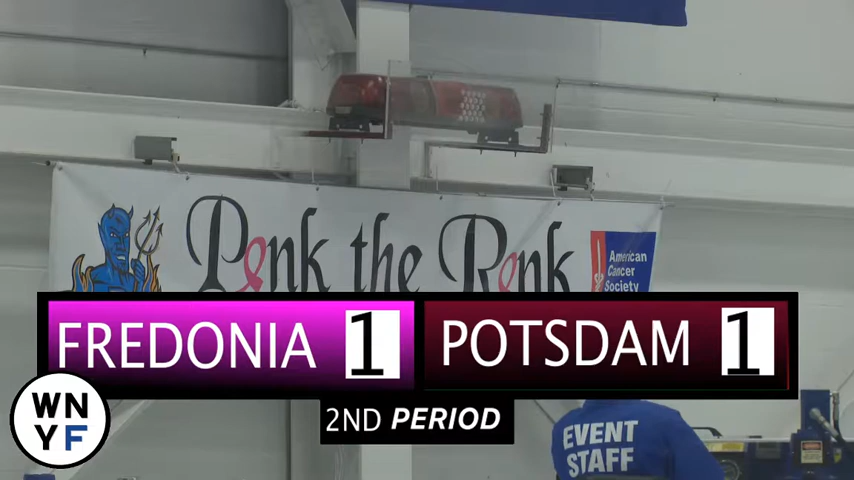 Pink the Rink
American
Cancer
Society
FREDONIA 1 POTSDAM 1
2ND PERIOD
WN
YF
EVENT
STAFF